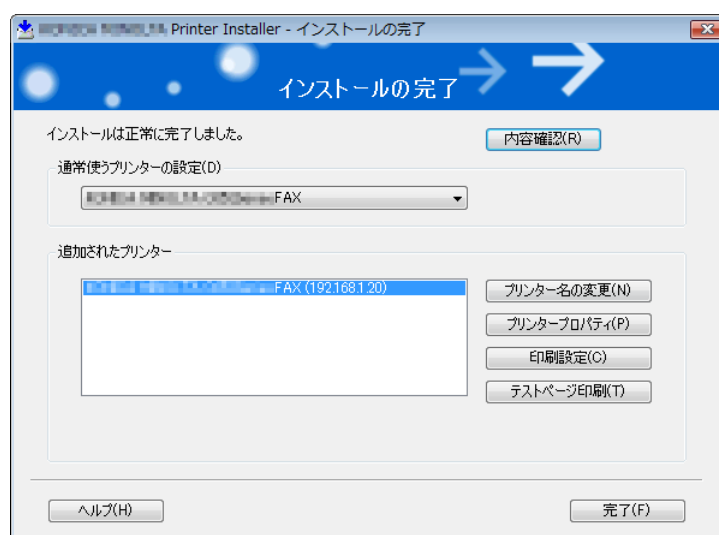 Printer Installer - インストールの完了
インストールの完了
インストールは正常に完了しました。
内容確認(R)
通常使うプリンターの設定(D)
FAX
追加されたプリンター
FAX (192.168.1.20)
プリンター名の変更(N)
プリンタープロパティ(P)
印刷設定(C)
テストページ印刷(T)
ヘルプ(H)
完了(F)